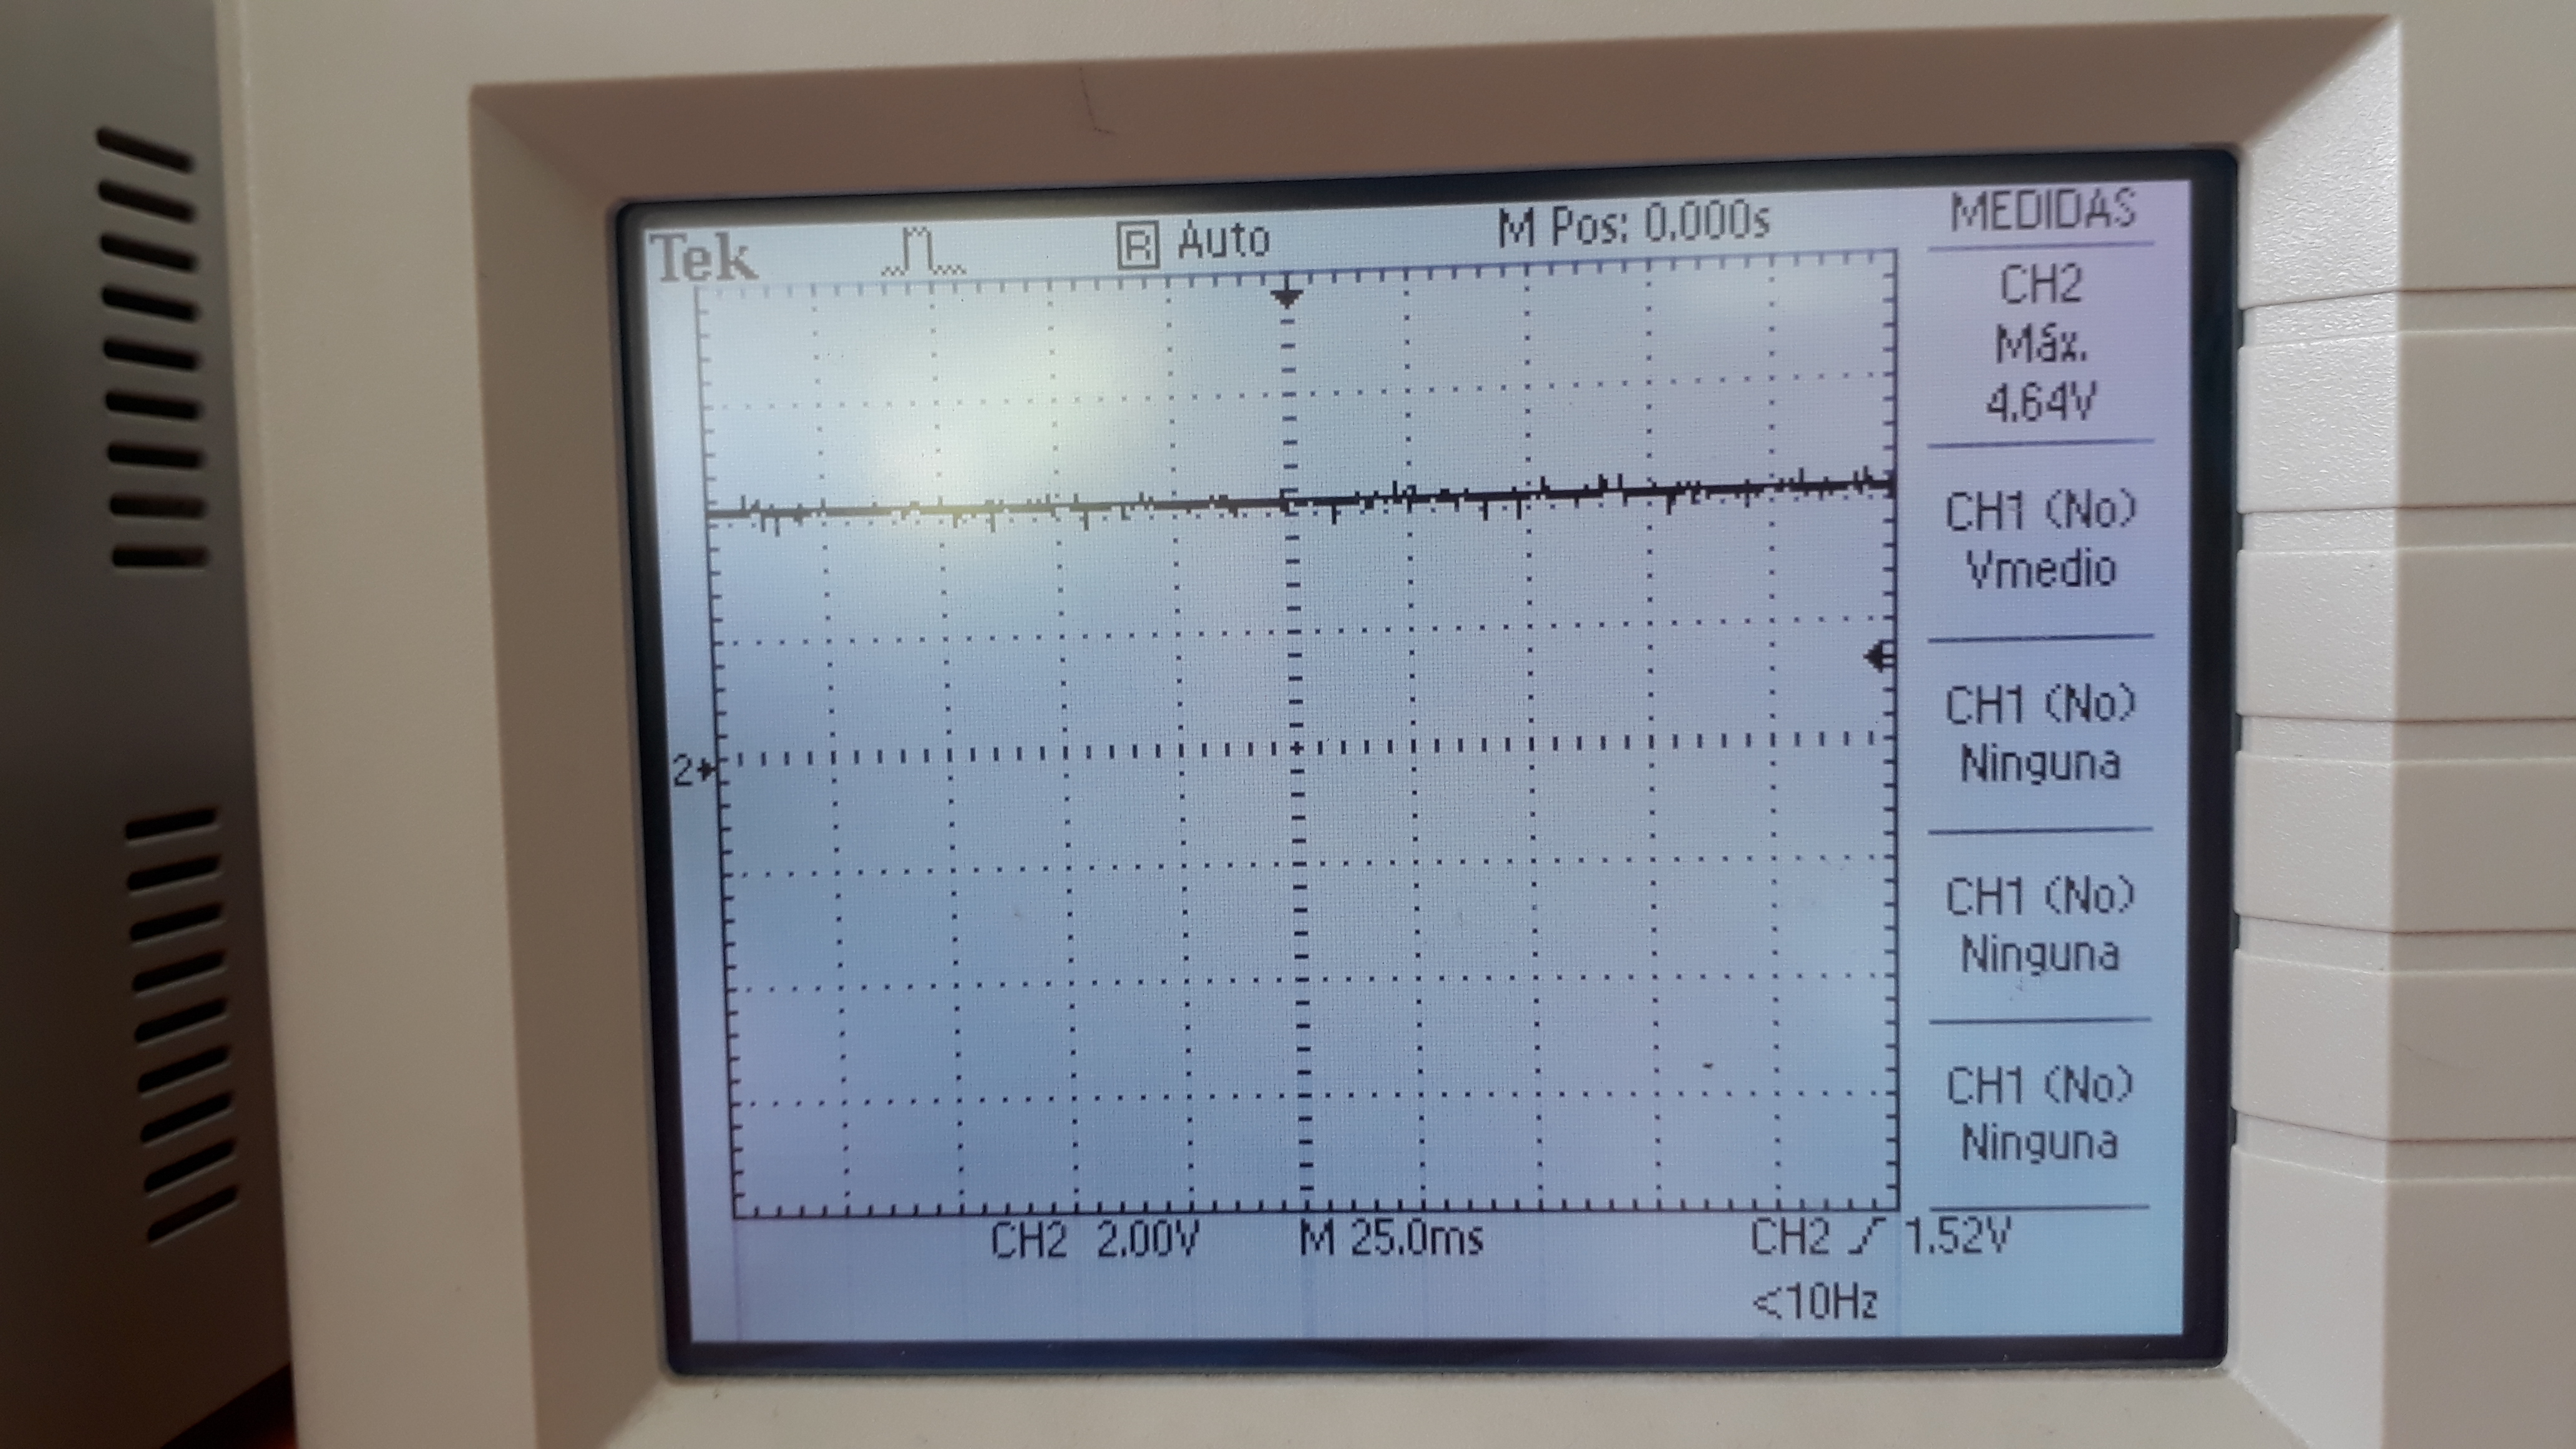 Tek R Auto M Pos: 0.000s MEDIDAS
CH2
Máx.
4.64V
CH1 (No)
Vmedio
CH1 (No)
Ninguna
2
CH1 (No)
Ninguna
CH1 (No)
Ninguna
CH2 2.00V M 25.0ms CH2 1.52V
<10Hz